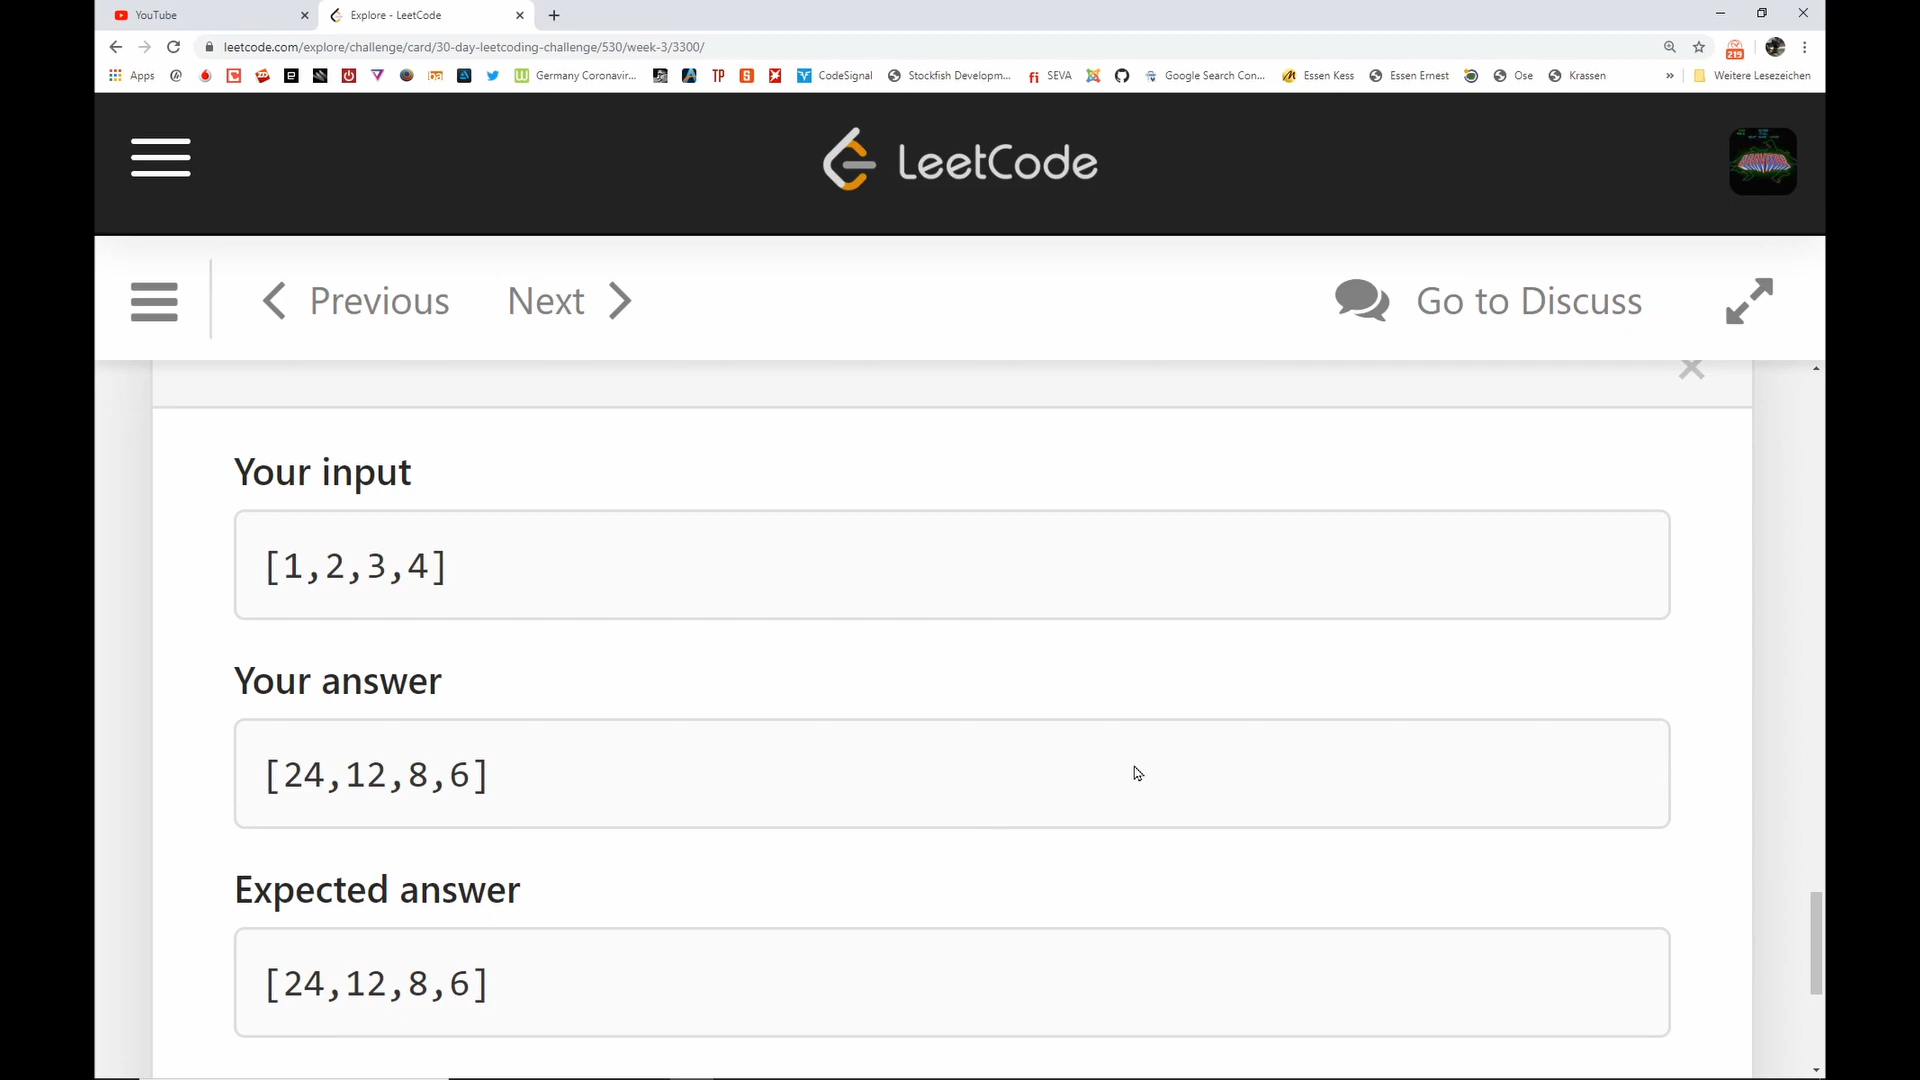 YouTube
Explore - LeetCode
leetcode.com/explore/challenge/card/30-day-leetcoding-challenge/530/week-3/3300/
219
Apps
Germany Coronavir...
TP
CodeSignal
Stockfish Developm...
fi SEVA
Google Search Con...
Essen Kess
Essen Ernest
Ose
Krassen
»
Weitere Lesezeichen
LeetCode
Previous
Next
Go to Discuss
Your input
[1,2,3,4]
Your answer
[24,12,8,6]
Expected answer
[24,12,8,6]